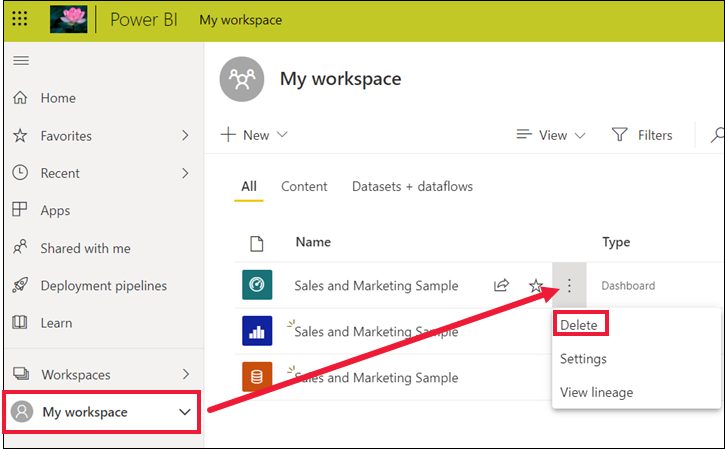 Power BI My workspace
My workspace
Home
New View Filters
Favorites
Recent
All Content Datasets + dataflows
Apps
Name Type
Shared with me
Deployment pipelines
Sales and Marketing Sample Dashboard
Learn
Sales and Marketing Sample
Delete
Settings
Workspaces
Sales and Marketing Sample
View lineage
My workspace